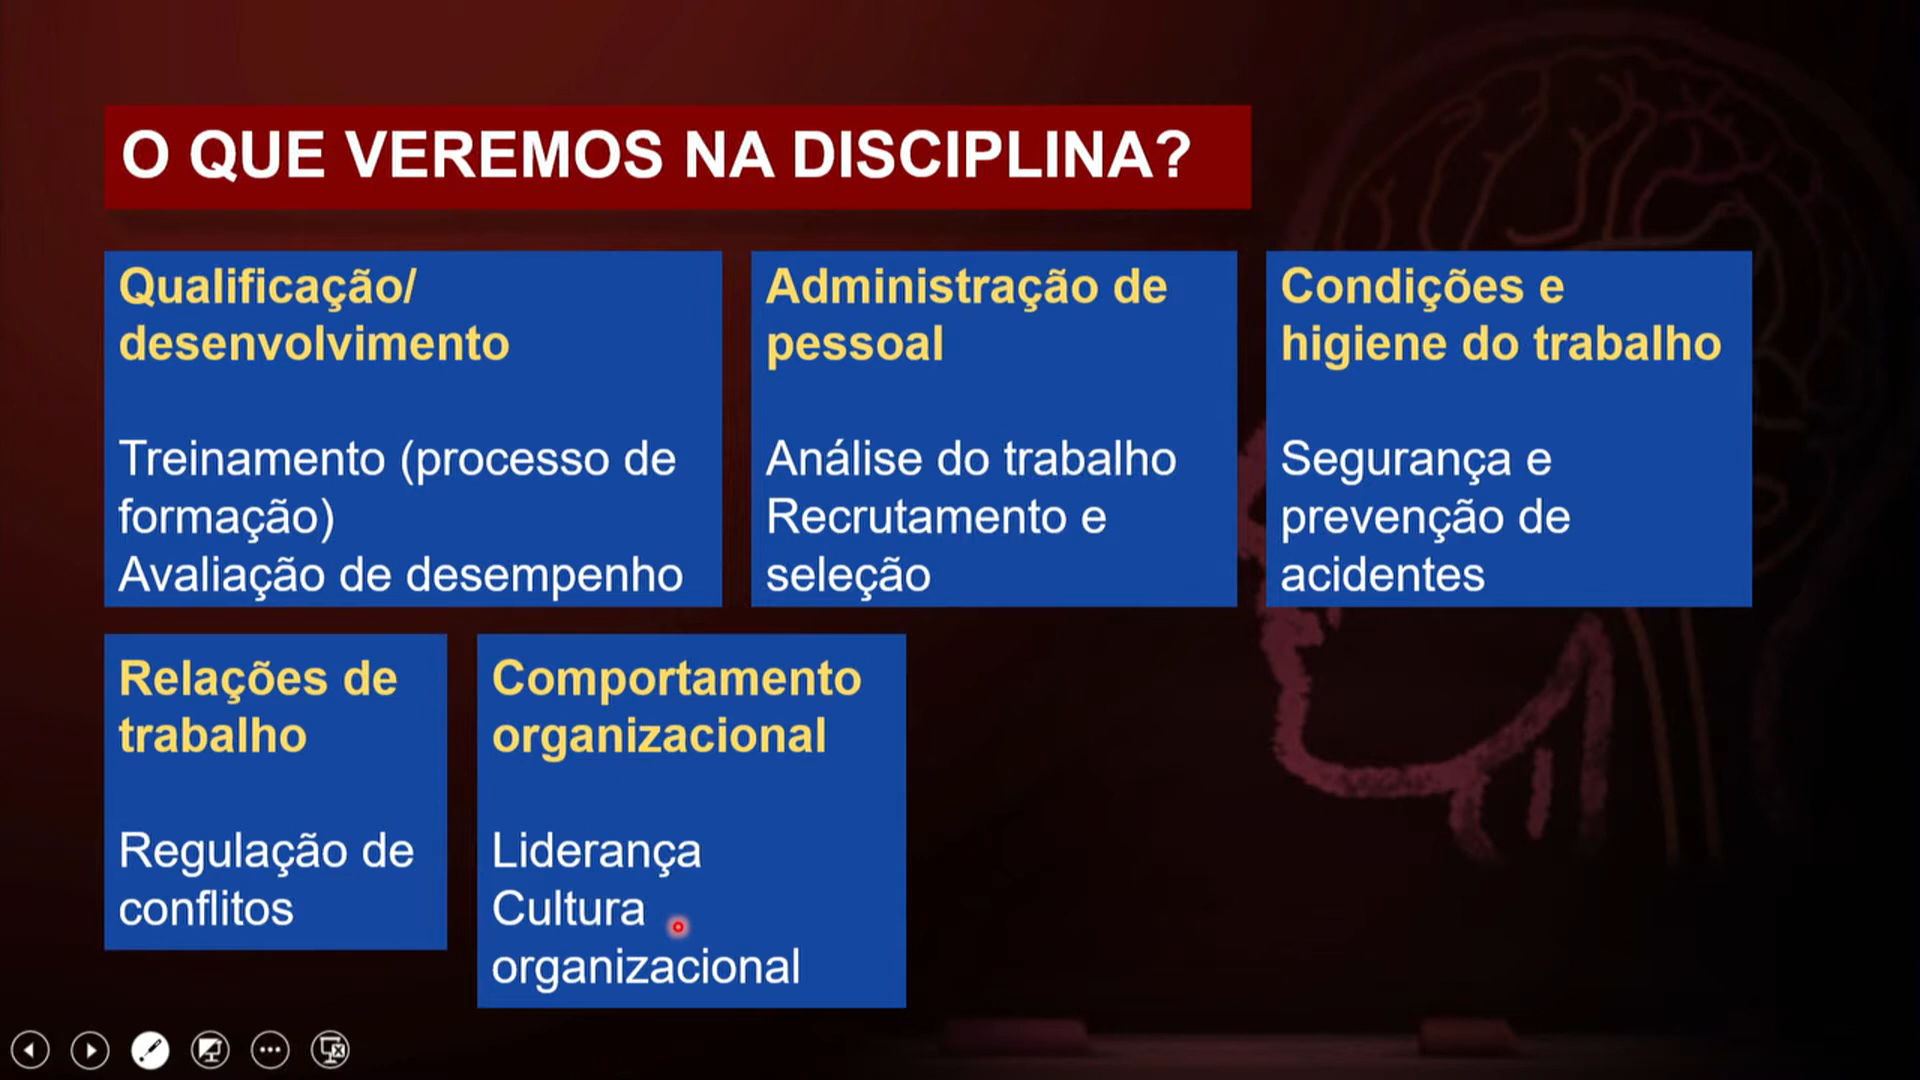 O QUE VEREMOS NA DISCIPLINA?
Qualificação/
desenvolvimento
Treinamento (processo de
formação)
Avaliação de desempenho
Administração de
pessoal
Análise do trabalho
Recrutamento e
seleção
Condições e
higiene do trabalho
Segurança e
prevenção de
acidentes
Relações de
trabalho
Regulação de
conflitos
Comportamento
organizacional
Liderança
Cultura
organizacional